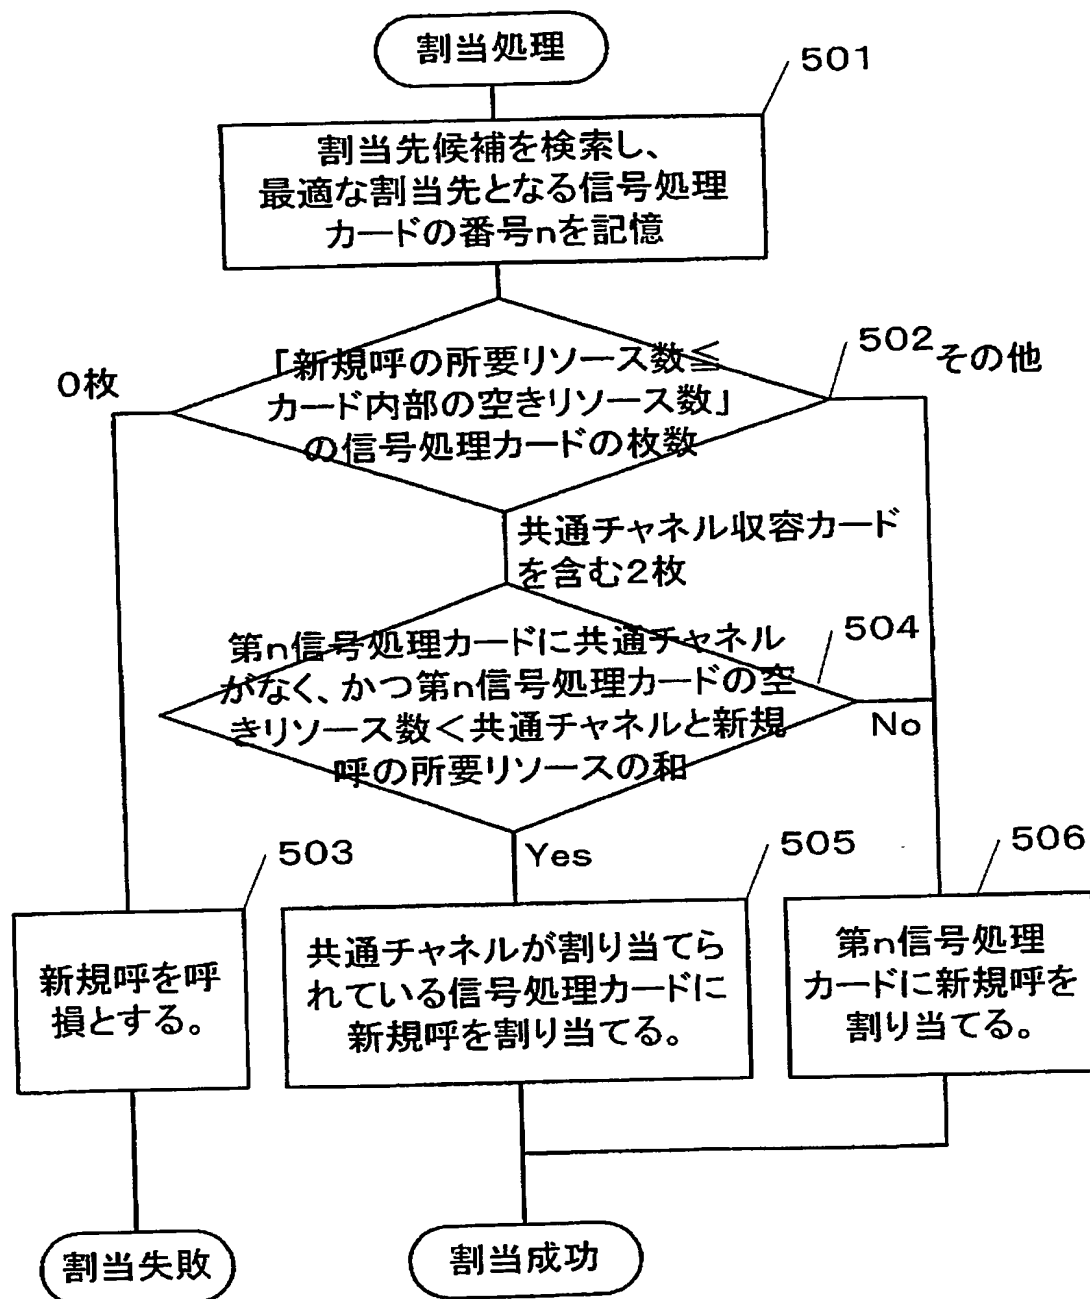 割当処理
501
割当先候補を検索し、
最適な割当先となる信号処理
カードの番号nを記憶
502
「新規呼の所要リソース数≦
カード内部の空きリソース数」
の信号処理カードの枚数
0枚
その他
共通チャネル収容カード
を含む2枚
504
第n信号処理カードに共通チャネル
がなく、かつ第n信号処理カードの空
きリソース数<共通チャネルと新規
呼の所要リソースの和
No
Yes
503
新規呼を呼
損とする。
505
共通チャネルが割り当てら
れている信号処理カードに
新規呼を割り当てる。
506
第n信号処理
カードに新規呼を
割り当てる。
割当失敗
割当成功